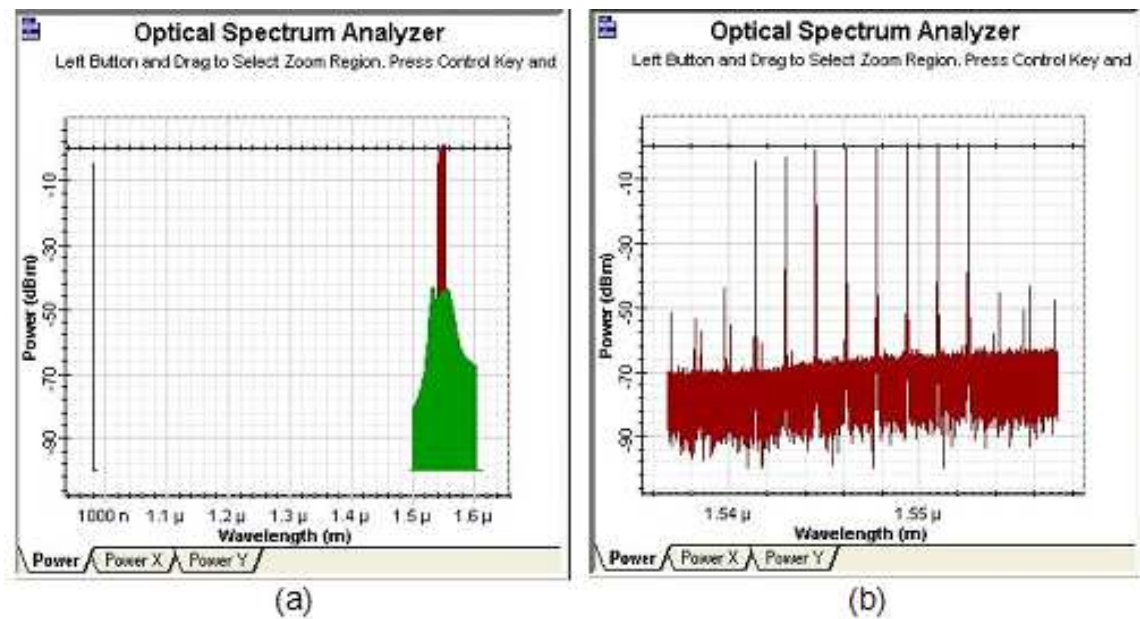 Optical Spectrum Analyzer
Left Button and Drag to Select Zoom Region. Press Control Key and
Power (dBm)
-10
-30
-50
-70
-90
1000 n 1.1 µ 1.2 µ 1.3 µ 1.4 µ 1.5 µ 1.6 µ
Wavelength (m)
Power Power X Power Y
(a)
Optical Spectrum Analyzer
Left Button and Drag to Select Zoom Region. Press Control Key and
Power (dBm)
-10
-30
-50
-70
-90
1.54 µ 1.55 µ
Wavelength (m)
Power Power X Power Y
(b)